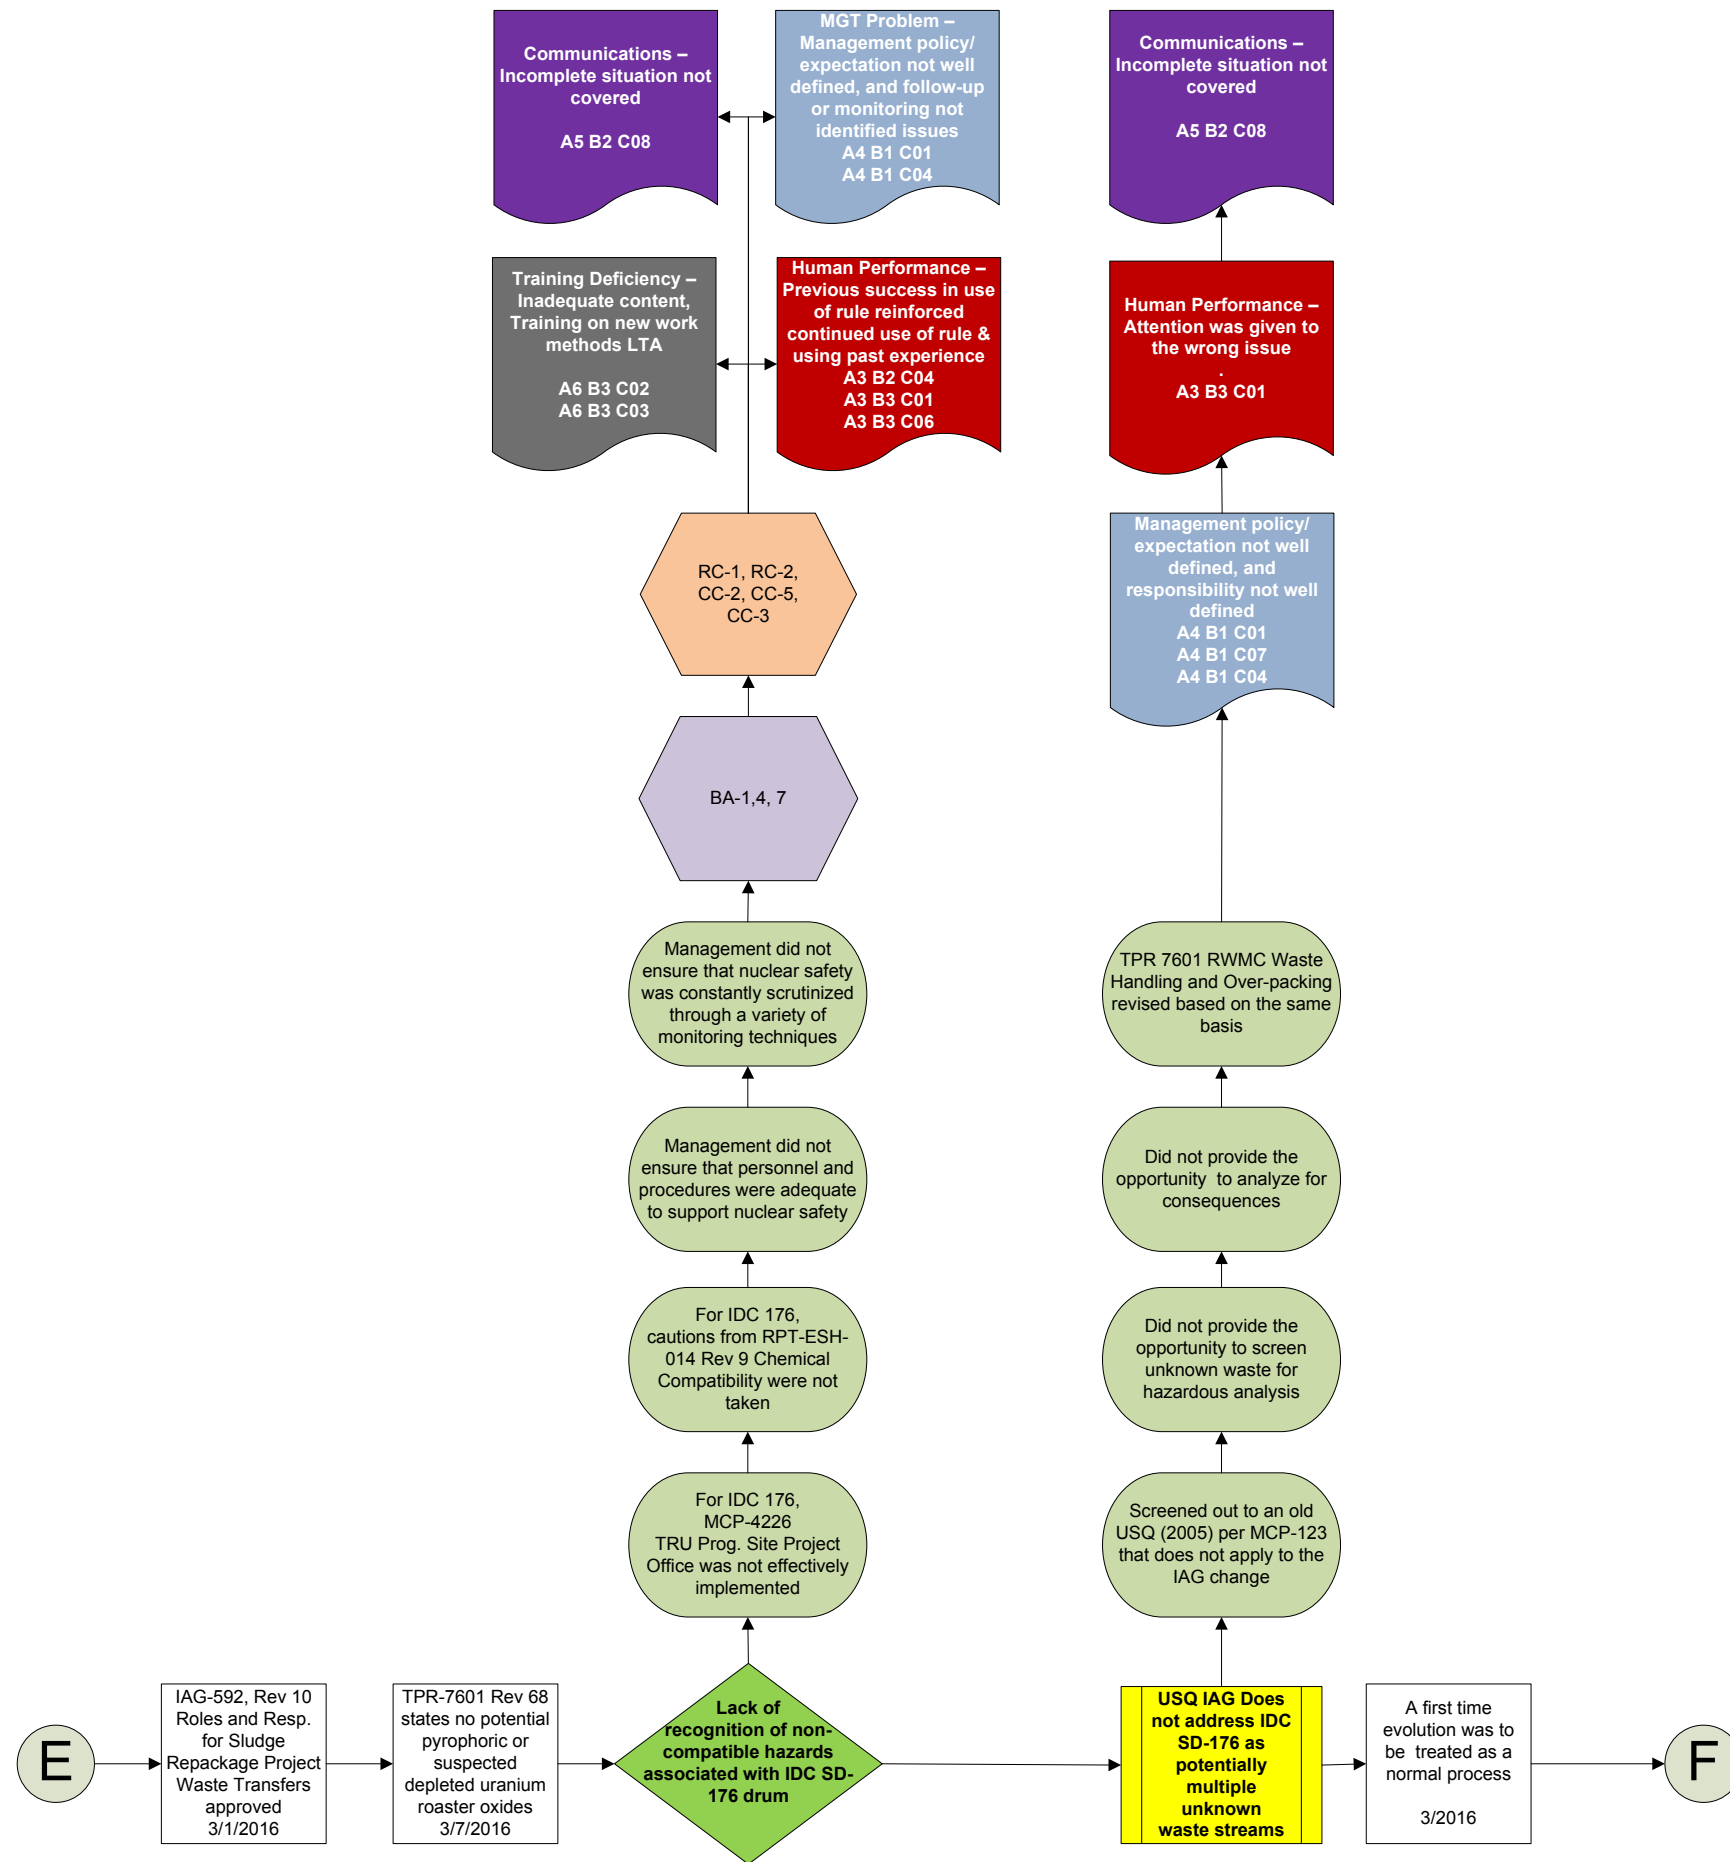 Communications –
Incomplete situation not
covered
A5 B2 C08
MGT Problem –
Management policy/
expectation not well
defined, and follow-up
or monitoring not
identified issues
A4 B1 C01
A4 B1 C04
Communications –
Incomplete situation not
covered
A5 B2 C08
Training Deficiency –
Inadequate content,
Training on new work
methods LTA
A6 B3 C02
A6 B3 C03
Human Performance –
Previous success in use
of rule reinforced
continued use of rule &
using past experience
A3 B2 C04
A3 B3 C01
A3 B3 C06
Human Performance –
Attention was given to
the wrong issue
.
A3 B3 C01
RC-1, RC-2,
CC-2, CC-5,
CC-3
Management policy/
expectation not well
defined, and
responsibility not well
defined
A4 B1 C01
A4 B1 C07
A4 B1 C04
BA-1,4, 7
Management did not
ensure that nuclear safety
was constantly scrutinized
through a variety of
monitoring techniques
TPR 7601 RWMC Waste
Handling and Over-packing
revised based on the same
basis
Management did not
ensure that personnel and
procedures were adequate
to support nuclear safety
Did not provide the
opportunity to analyze for
consequences
For IDC 176,
cautions from RPT-ESH-
014 Rev 9 Chemical
Compatibility were not
taken
Did not provide the
opportunity to screen
unknown waste for
hazardous analysis
For IDC 176,
MCP-4226
TRU Prog. Site Project
Office was not effectively
implemented
Screened out to an old
USQ (2005) per MCP-123
that does not apply to the
IAG change
E
IAG-592, Rev 10
Roles and Resp.
for Sludge
Repackage Project
Waste Transfers
approved
3/1/2016
TPR-7601 Rev 68
states no potential
pyrophoric or
suspected
depleted uranium
roaster oxides
3/7/2016
Lack of
recognition of non-
compatible hazards
associated with IDC SD-
176 drum
USQ IAG Does
not address IDC
SD-176 as
potentially
multiple
unknown
waste streams
A first time
evolution was to
be treated as a
normal process
3/2016
F